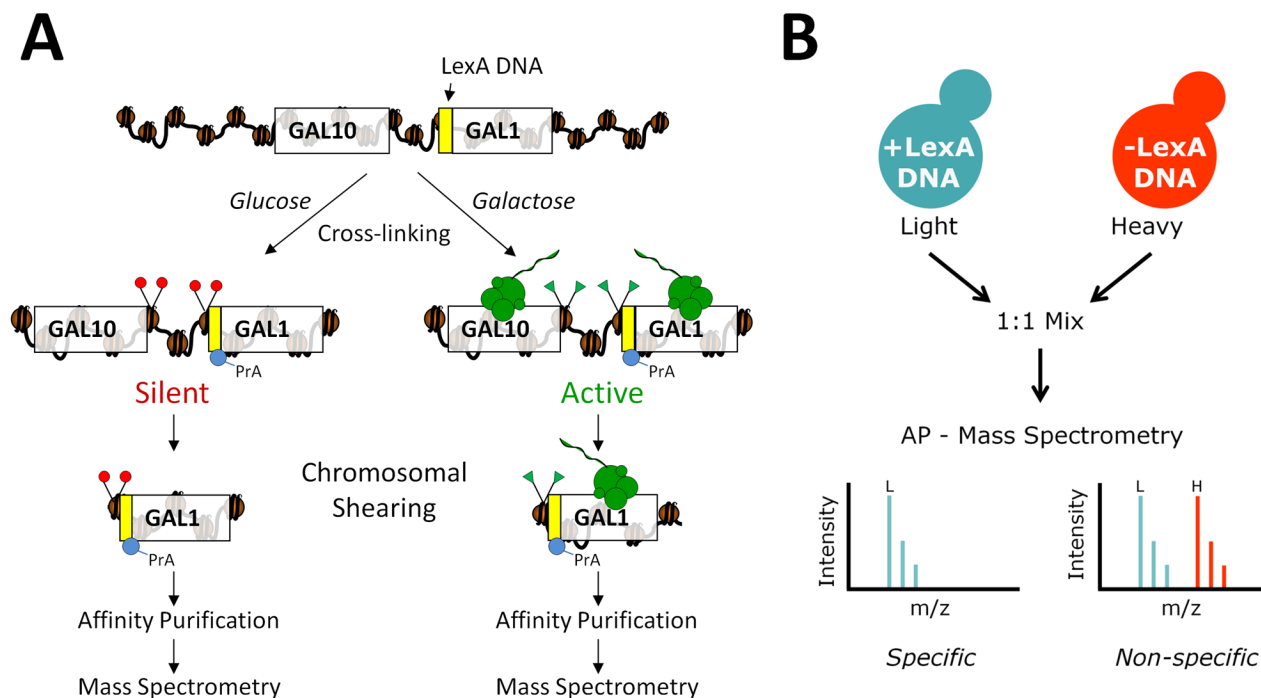 A
LexA DNA
GAL10
GAL1
Glucose
Galactose
Cross-linking
GAL10
GAL1
PrA
GAL10
GAL1
PrA
Silent
Active
Chromosomal
Shearing
GAL1
PrA
GAL1
PrA
Affinity Purification
Affinity Purification
Mass Spectrometry
Mass Spectrometry
B
+LexA
DNA
-LexA
DNA
Light
Heavy
1:1 Mix
AP - Mass Spectrometry
L
Intensity
m/z
Specific
L
H
Intensity
m/z
Non-specific